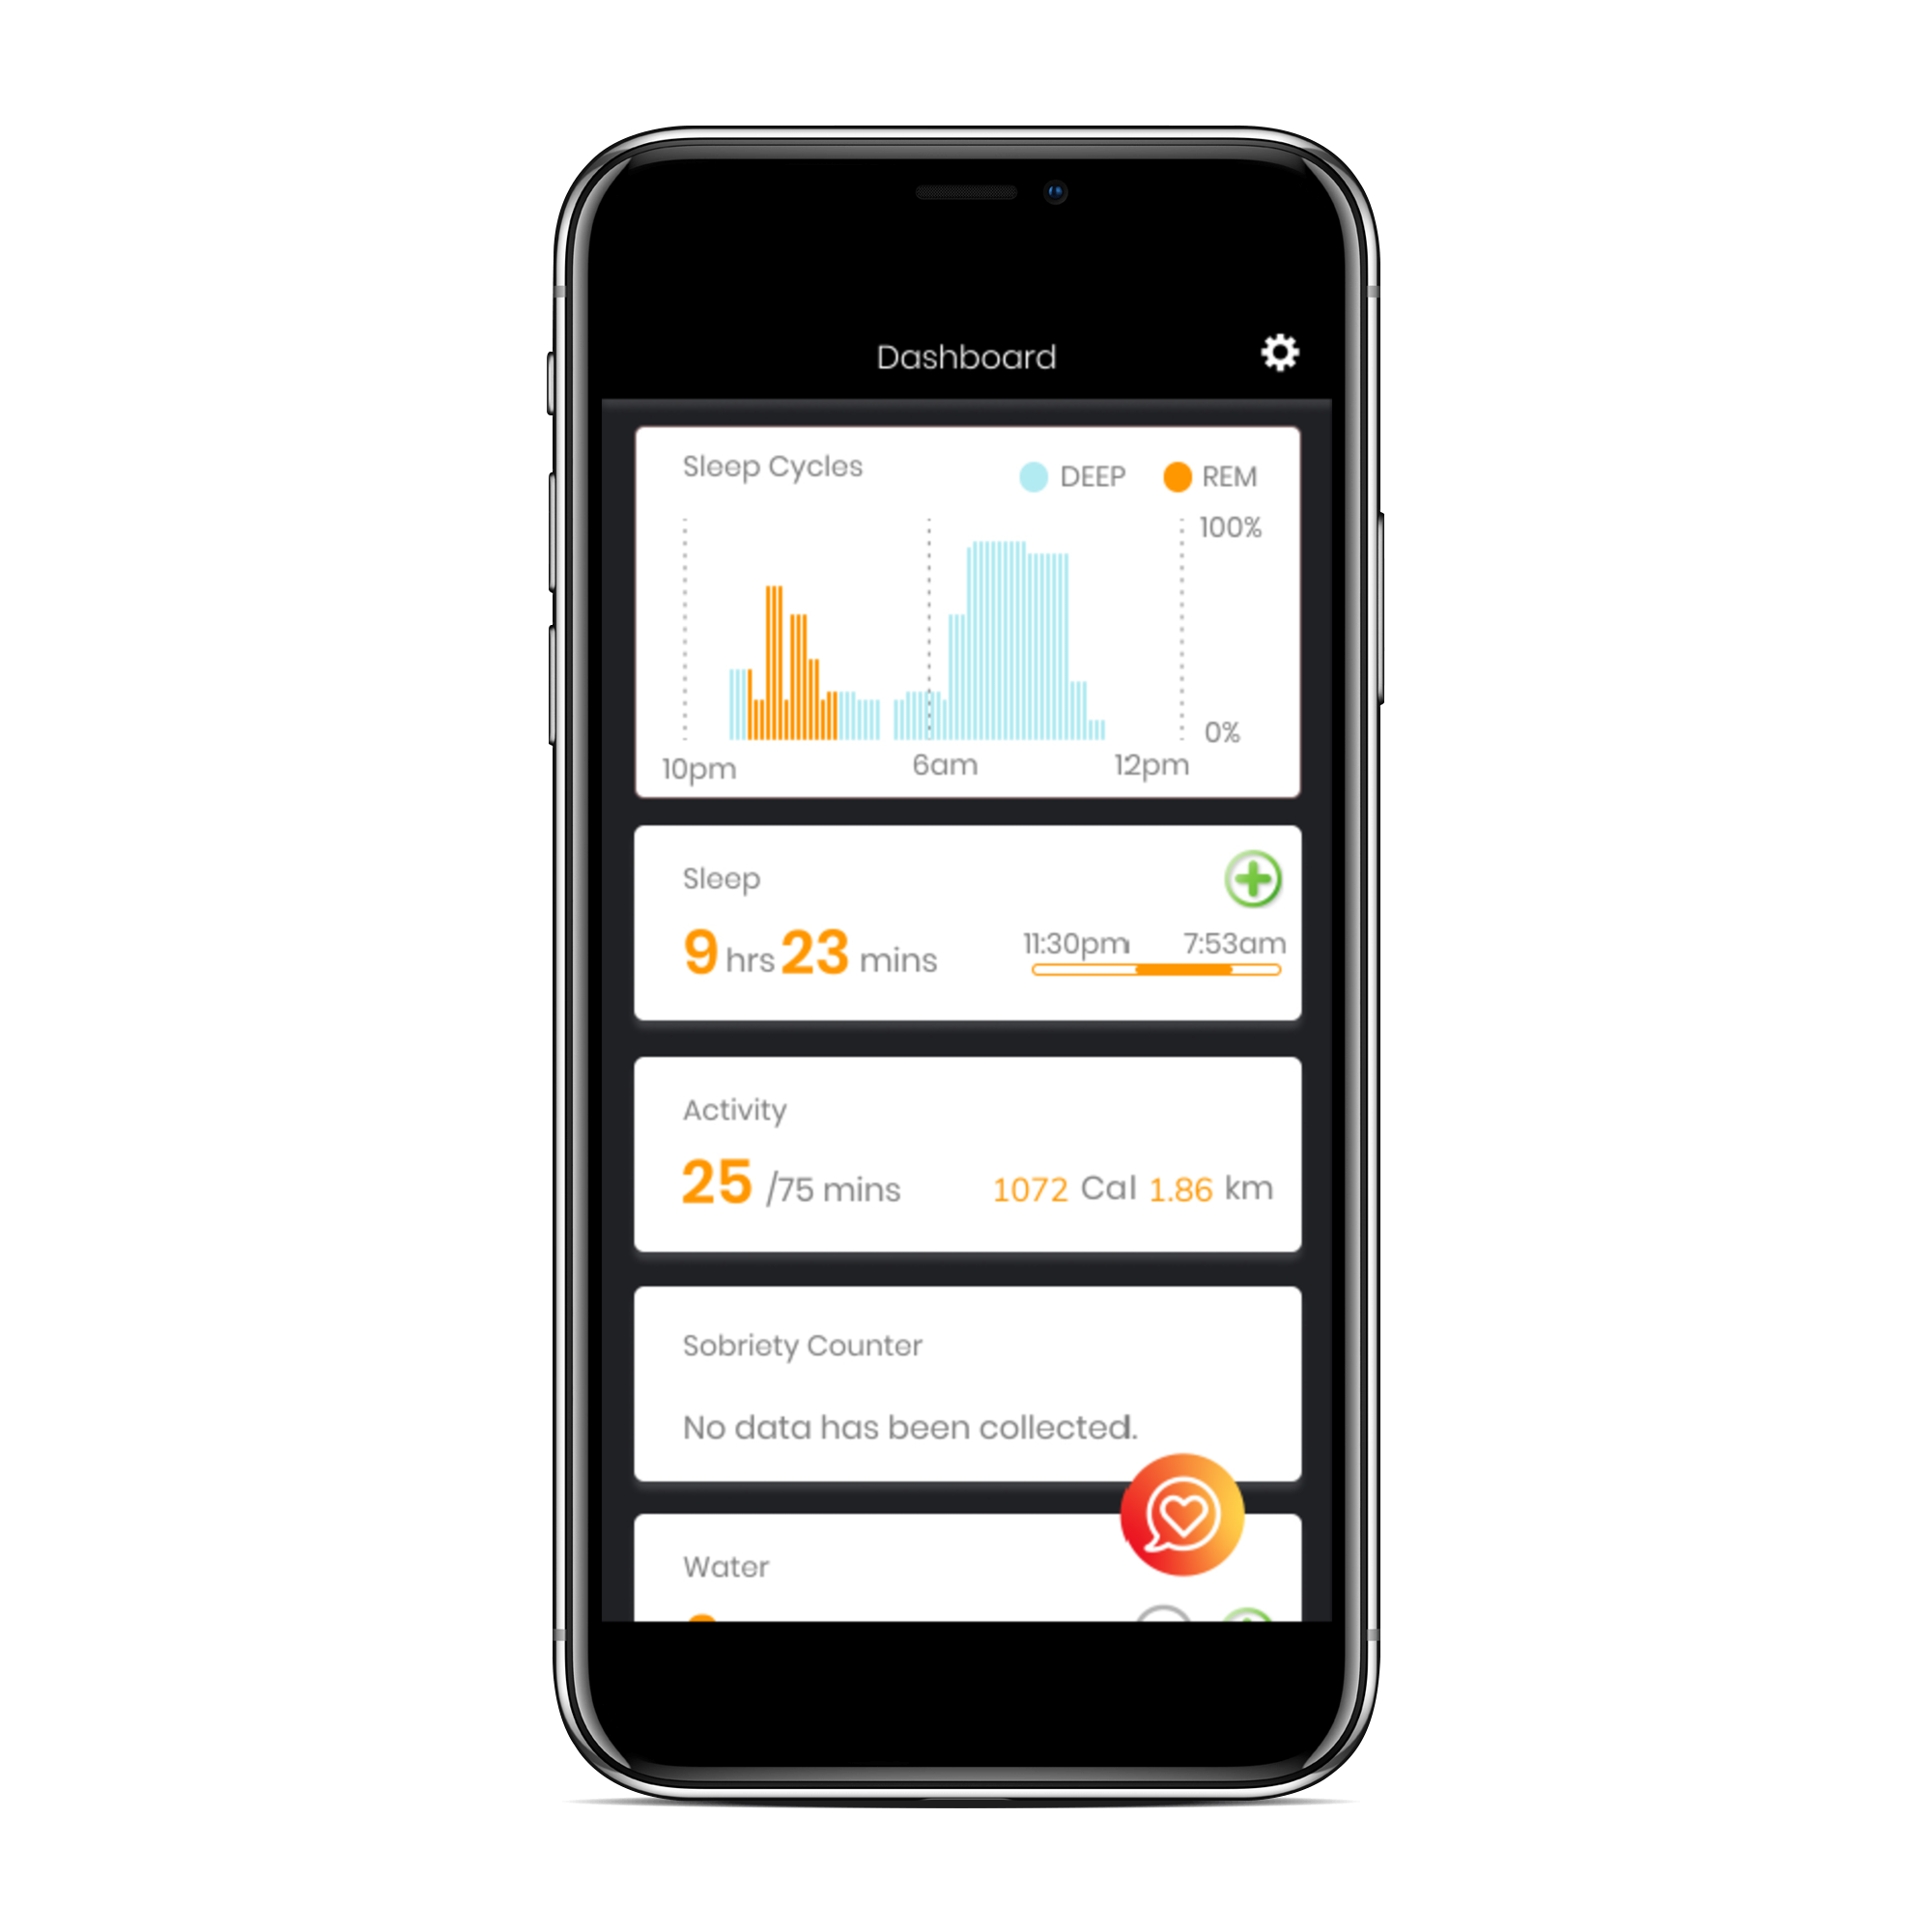 Dashboard
Sleep Cycles
DEEP REM
100%
0%
10pm 6am 12pm
Sleep
9 hrs 23 mins
11:30pm 7:53am
Activity
25 /75 mins
1072 Cal 1.86 km
Sobriety Counter
No data has been collected.
Water